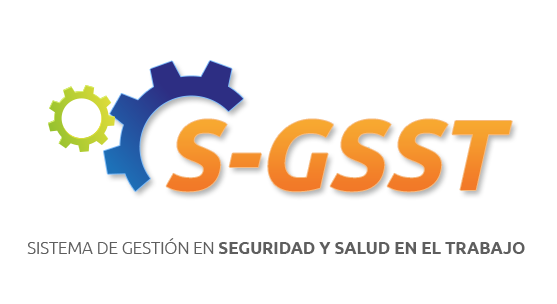 S-GSST
SISTEMA DE GESTIÓN EN SEGURIDAD Y SALUD EN EL TRABAJO